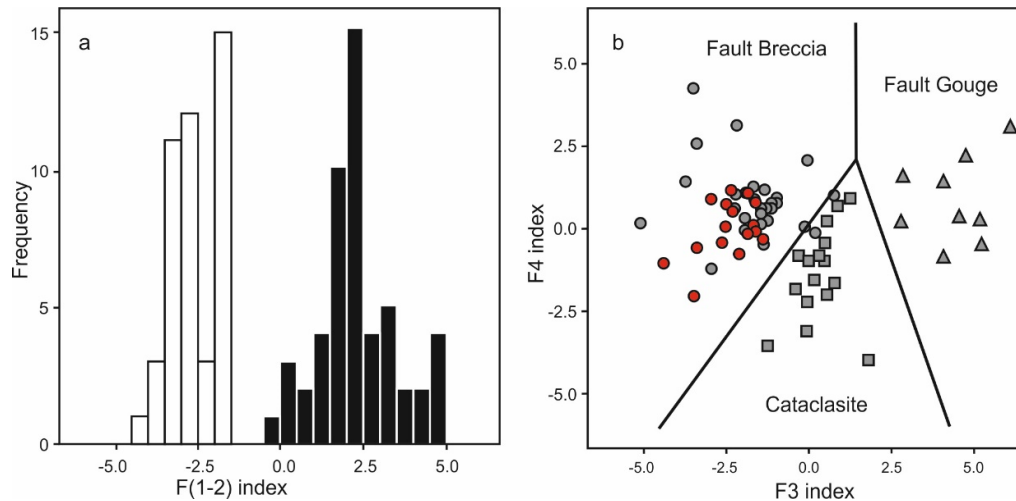 a
15
10
5
0
Frequency
-5.0 -2.5 0.0 2.5 5.0
F(1-2) index
b
Fault Breccia
Fault Gouge
Cataclasite
5.0
2.5
0.0
-2.5
-5.0
F4 index
-5.0 -2.5 0.0 2.5 5.0
F3 index